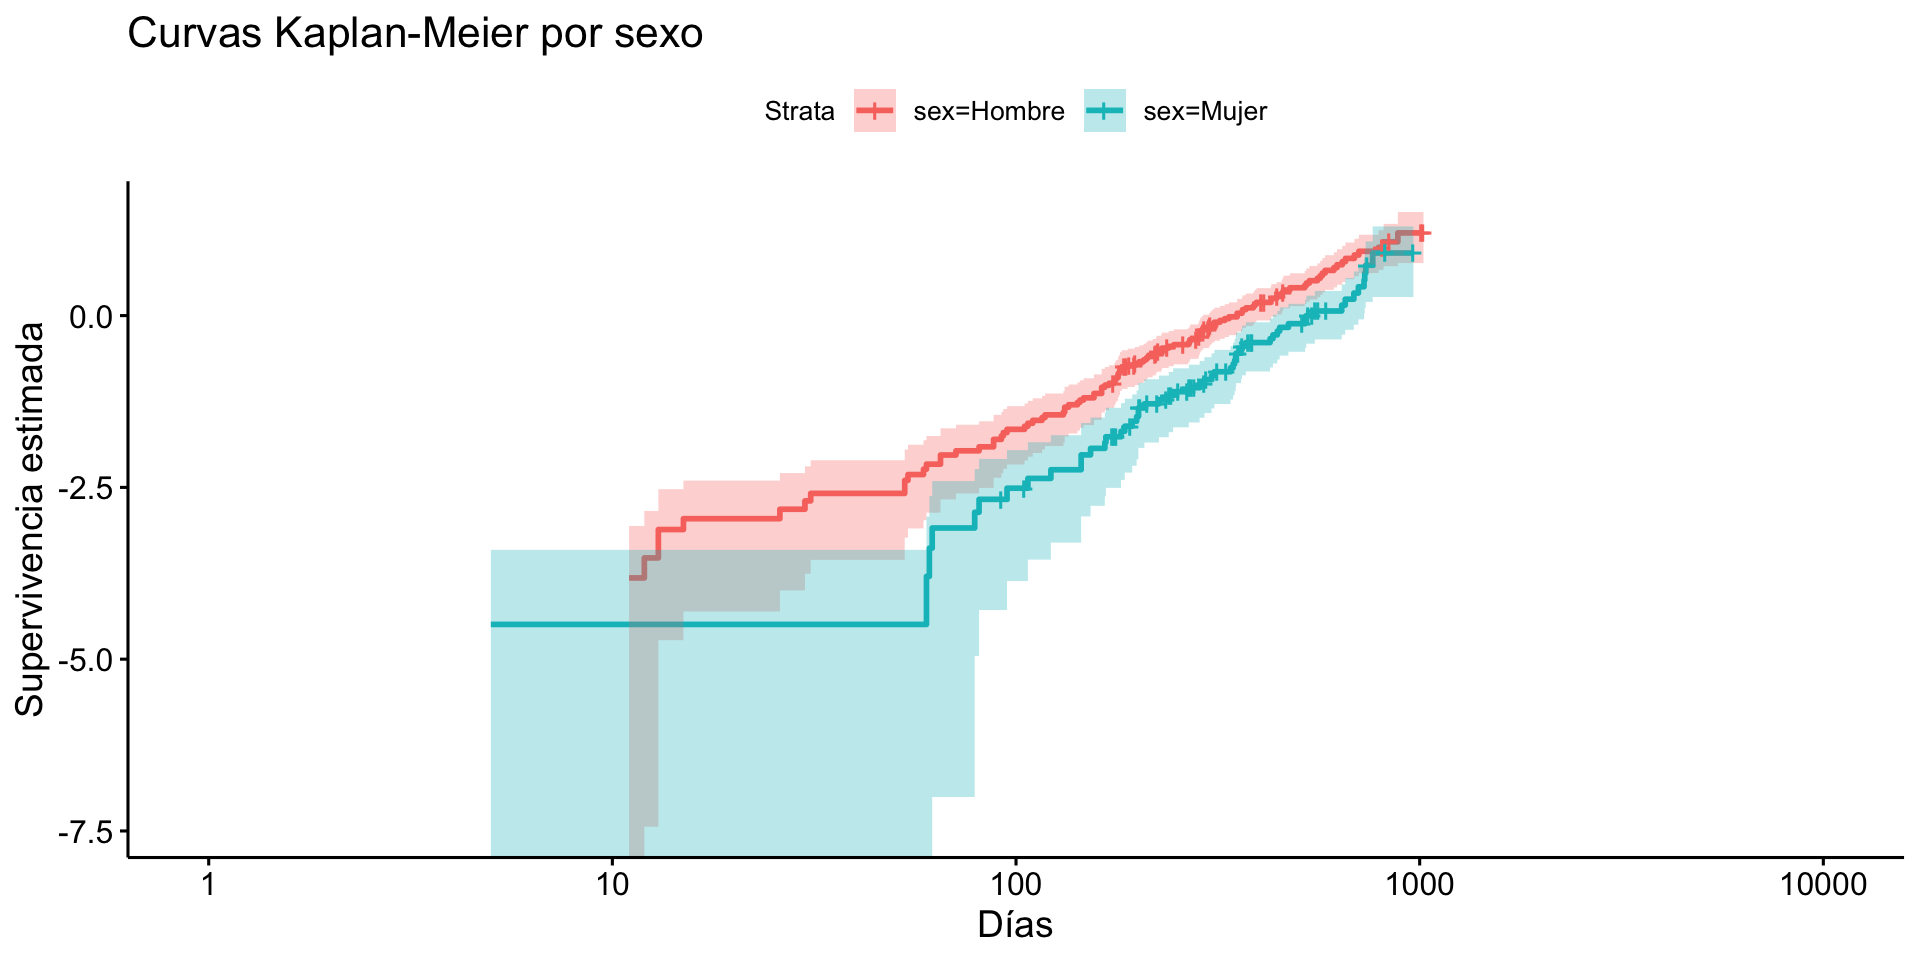 Curvas Kaplan-Meier por sexo
Strata sex=Hombre sex=Mujer
Supervivencia estimada
0.0
-2.5
-5.0
-7.5
1 10 100 1000 10000
Días